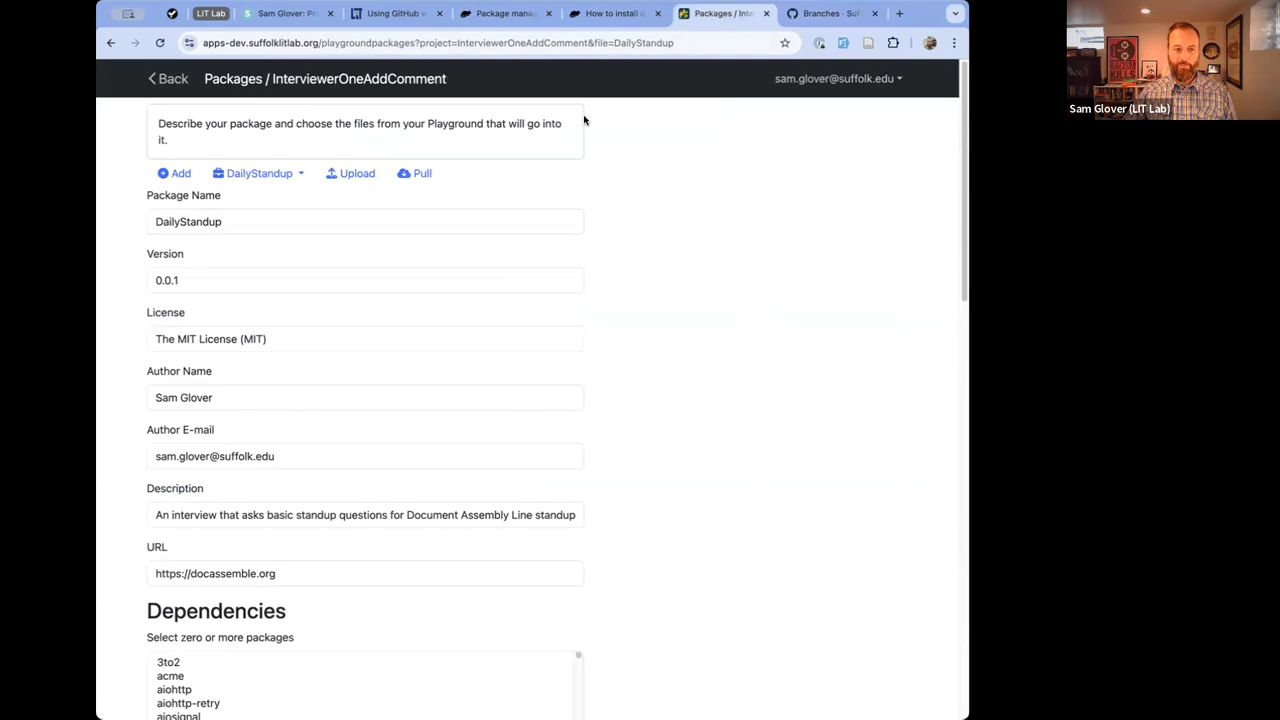 LIT Lab
Sam Glover: Pr
Using GitHub w
Package mana
How to install d
Packages / Inte
Branches · Suf
apps-dev.suffolklitlab.org/playgroundpackages?project=InterviewerOneAddComment&file=DailyStandup
Back
Packages / InterviewerOneAddComment
sam.glover@suffolk.edu
RACISM
KILLS
Sam Glover (LIT Lab)
Describe your package and choose the files from your Playground that will go into
it.
Add
DailyStandup
Upload
Pull
Package Name
DailyStandup
Version
0.0.1
License
The MIT License (MIT)
Author Name
Sam Glover
Author E-mail
sam.glover@suffolk.edu
Description
An interview that asks basic standup questions for Document Assembly Line standup
URL
https://docassemble.org
Dependencies
Select zero or more packages
3to2
acme
aiohttp
aiohttp-retry
aiosignal